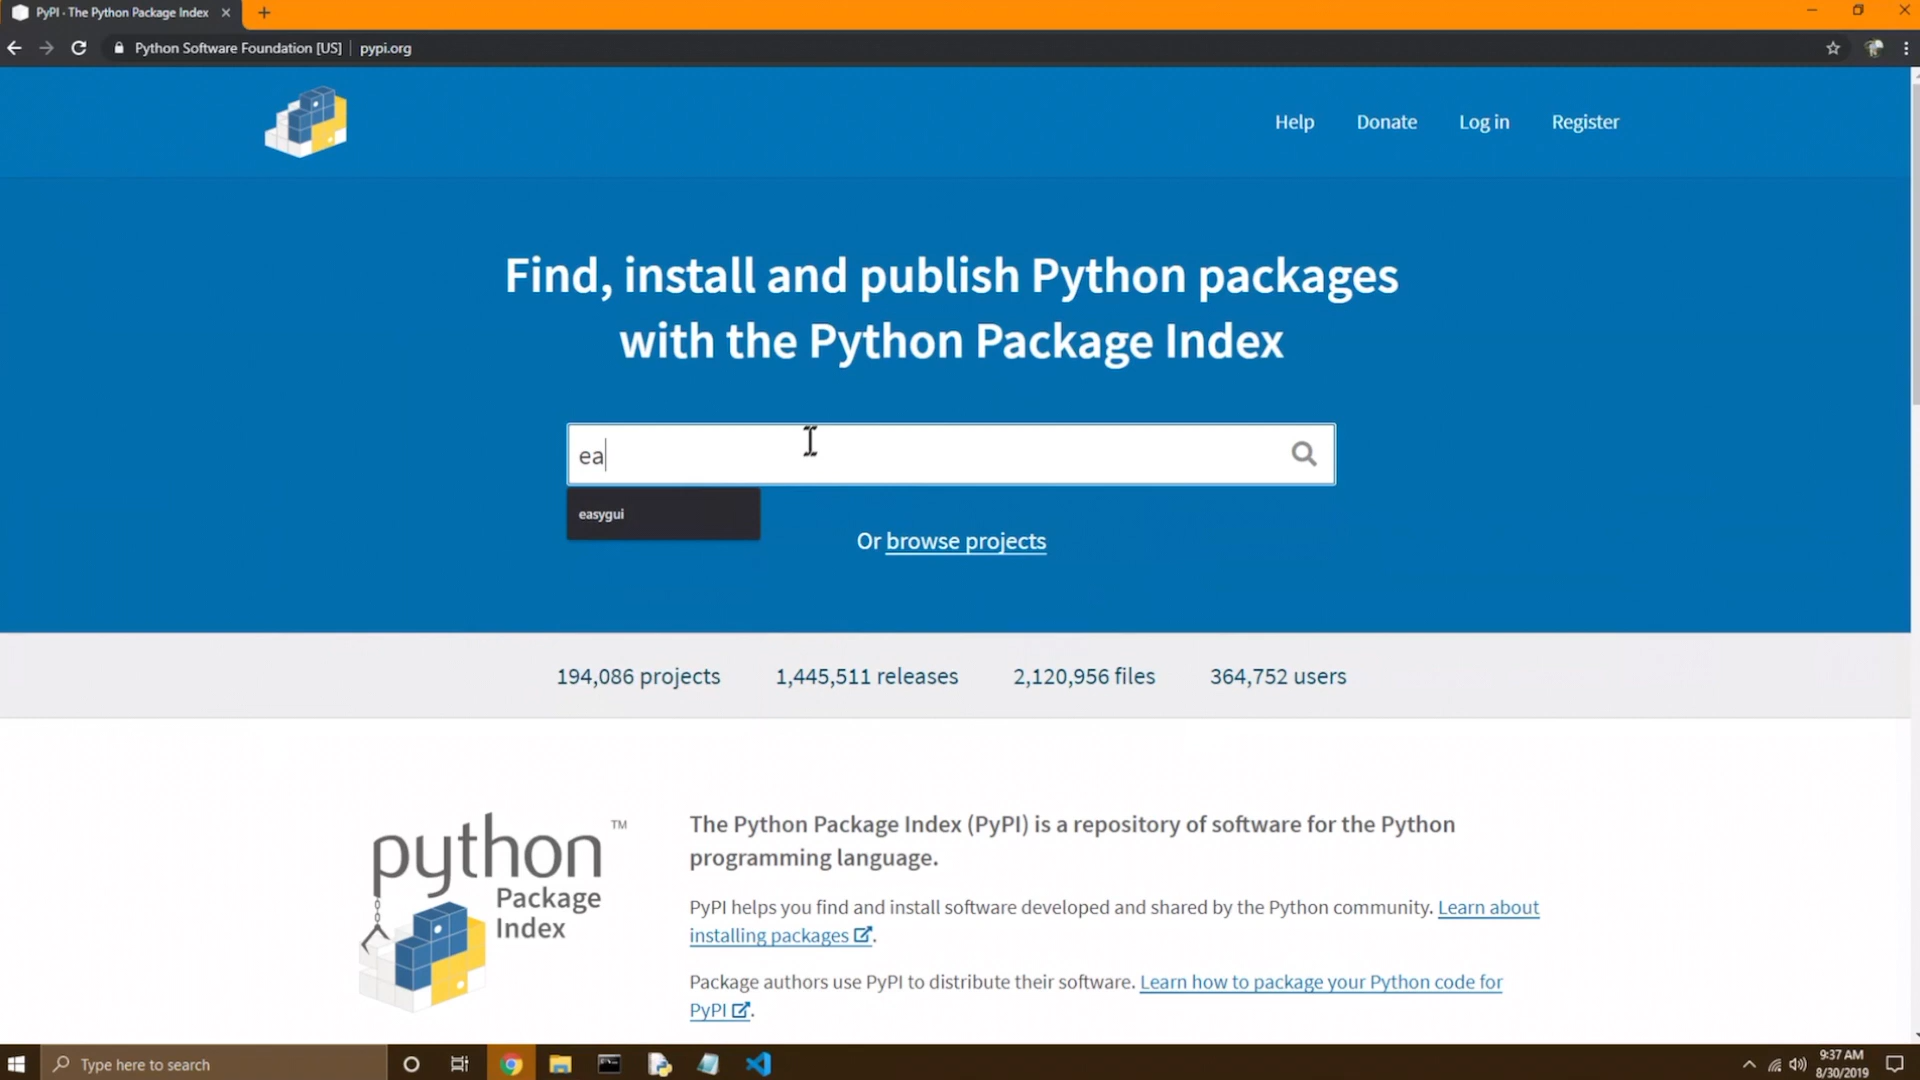 PyPI · The Python Package Index
Python Software Foundation [US] | pypi.org
Help Donate Log in Register
Find, install and publish Python packages
with the Python Package Index
ea
easygui
Or browse projects
194,086 projects 1,445,511 releases 2,120,956 files 364,752 users
python TM
Package
Index
The Python Package Index (PyPI) is a repository of software for the Python
programming language.
PyPI helps you find and install software developed and shared by the Python community. Learn about
installing packages.
Package authors use PyPI to distribute their software. Learn how to package your Python code for
PyPI.
Type here to search
9:37 AM
8/30/2019